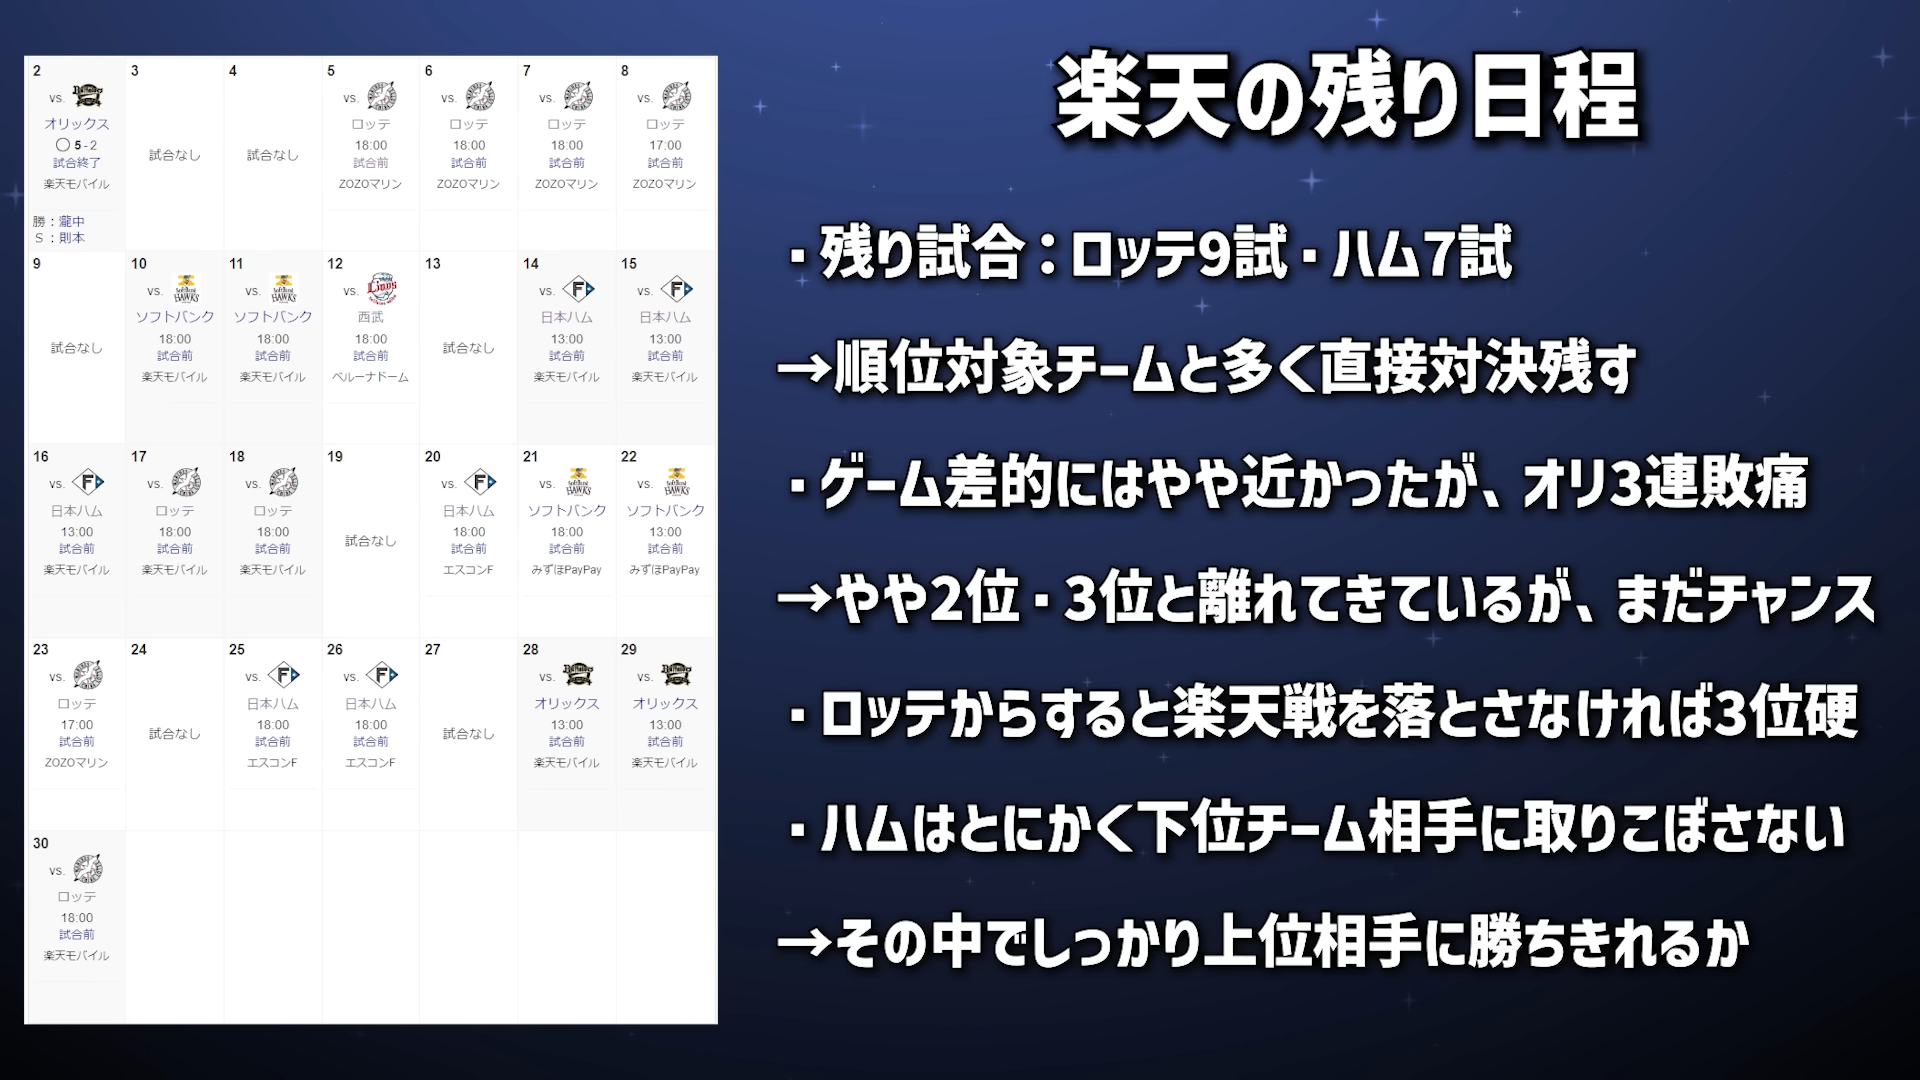 楽天の残り日程
2
vs.
オリックス
○ 5 - 2
試合終了
楽天モバイル
勝：瀧中
S：則本
3
試合なし
4
試合なし
5
vs.
ロッテ
18:00
試合前
ZOZOマリン
6
vs.
ロッテ
18:00
試合前
ZOZOマリン
7
vs.
ロッテ
18:00
試合前
ZOZOマリン
8
vs.
ロッテ
17:00
試合前
ZOZOマリン
9
試合なし
10
vs.
ソフトバンク
18:00
試合前
楽天モバイル
11
vs.
ソフトバンク
18:00
試合前
楽天モバイル
12
vs.
Lions
西武
18:00
試合前
ベルーナドーム
13
試合なし
14
vs.
F
日本ハム
13:00
試合前
楽天モバイル
15
vs.
F
日本ハム
13:00
試合前
楽天モバイル
16
vs.
F
日本ハム
13:00
試合前
楽天モバイル
17
vs.
ロッテ
18:00
試合前
楽天モバイル
18
vs.
ロッテ
18:00
試合前
楽天モバイル
19
試合なし
20
vs.
F
日本ハム
18:00
試合前
エスコンF
21
vs.
ソフトバンク
18:00
試合前
みずほPayPay
22
vs.
ソフトバンク
13:00
試合前
みずほPayPay
23
vs.
ロッテ
17:00
試合前
ZOZOマリン
24
試合なし
25
vs.
F
日本ハム
18:00
試合前
エスコンF
26
vs.
F
日本ハム
18:00
試合前
エスコンF
27
試合なし
28
vs.
オリックス
13:00
試合前
楽天モバイル
29
vs.
オリックス
13:00
試合前
楽天モバイル
30
vs.
ロッテ
18:00
試合前
楽天モバイル
・残り試合：ロッテ9試・ハム7試
→順位対象チームと多く直接対決残す
・ゲーム差的にはやや近かったが、オリ3連敗痛
→やや2位・3位と離れてきているが、まだチャンス
・ロッテからすると楽天戦を落とさなければ3位硬
・ハムはとにかく下位チーム相手に取りこぼさない
→その中でしっかり上位相手に勝ちきれるか